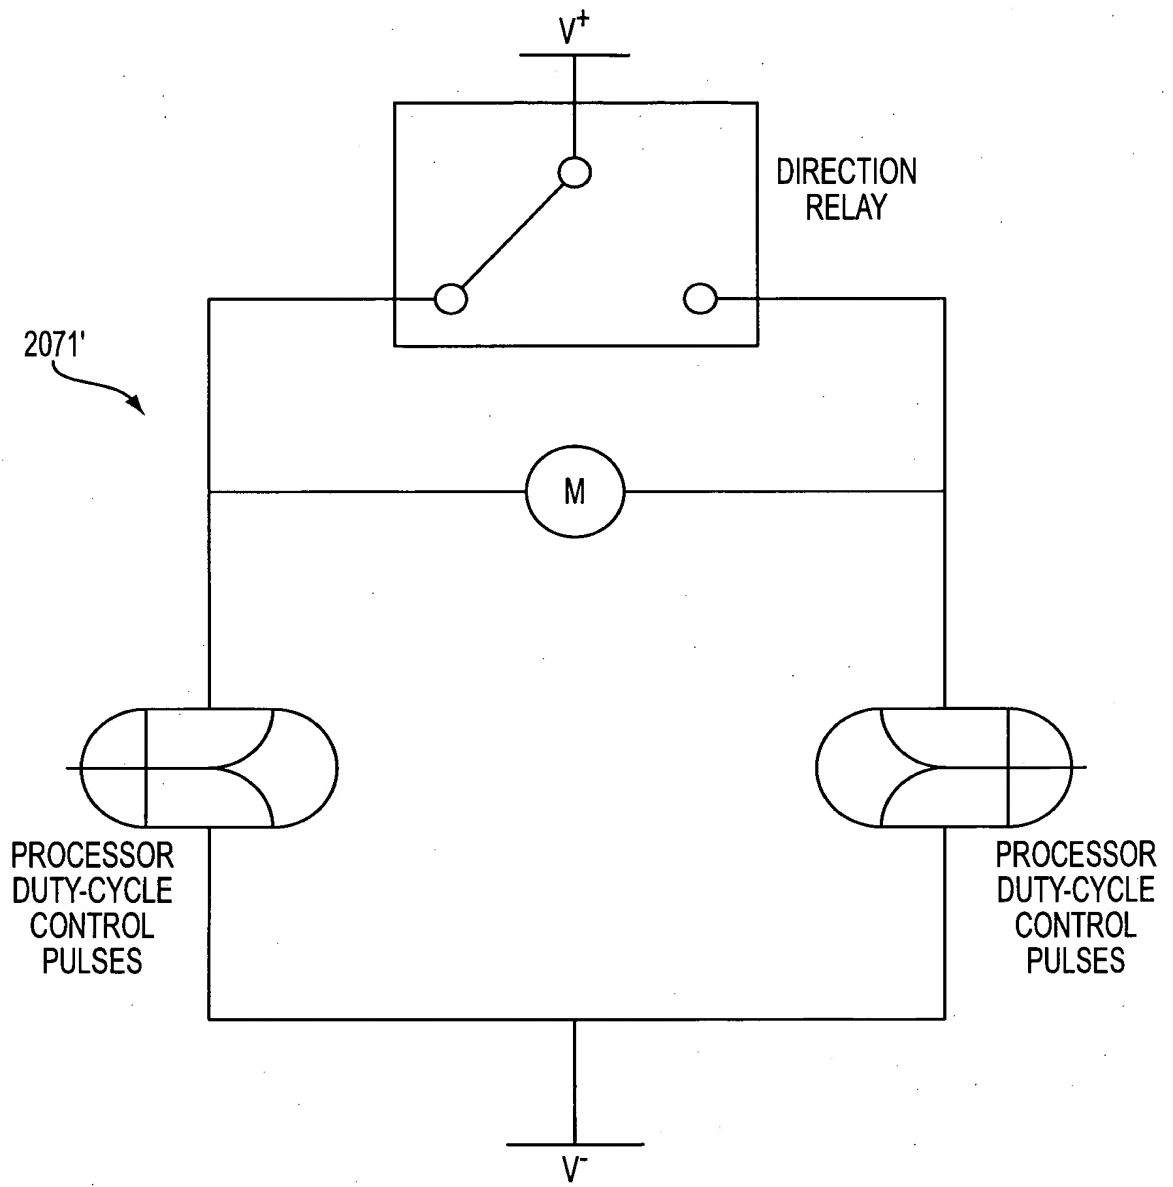 V+
DIRECTION
RELAY
2071'
M
PROCESSOR
DUTY-CYCLE
CONTROL
PULSES
PROCESSOR
DUTY-CYCLE
CONTROL
PULSES
V-